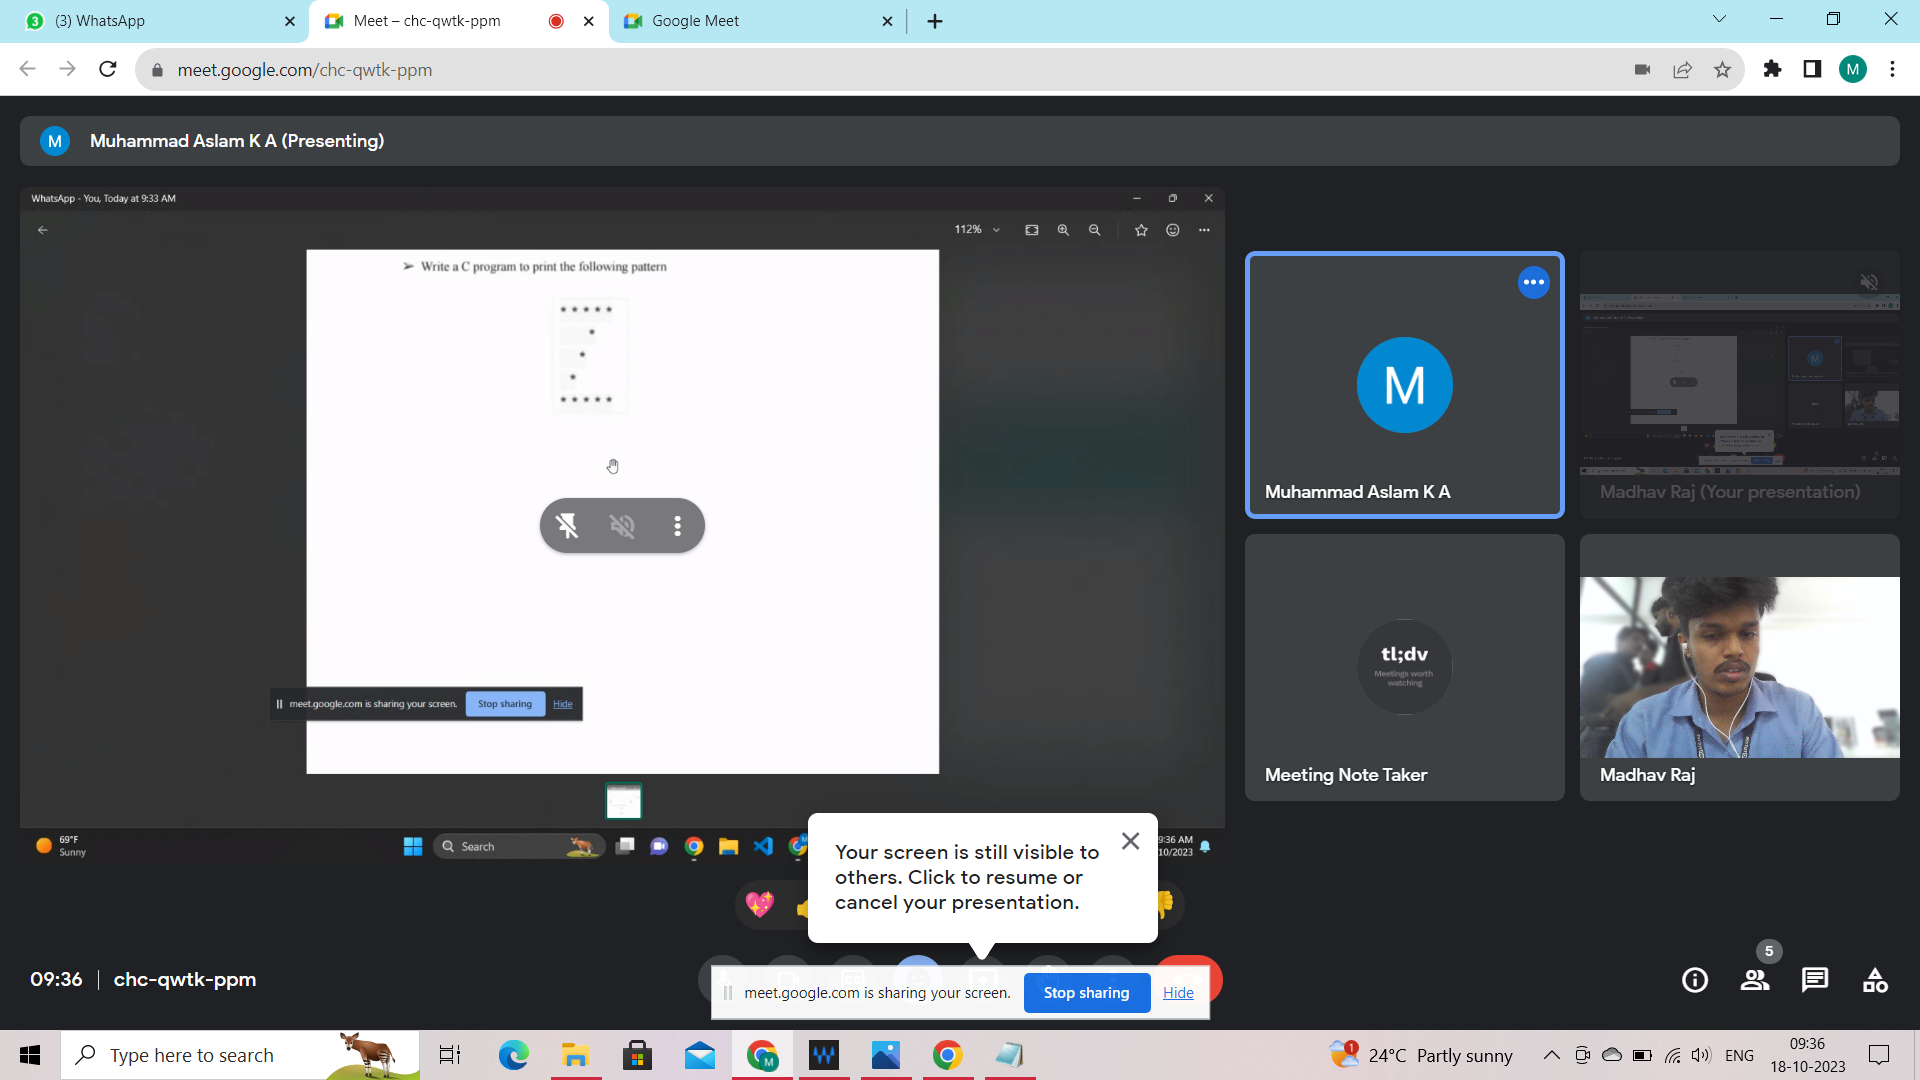 (3) WhatsApp
Meet – chc-qwtk-ppm
Google Meet
meet.google.com/chc-qwtk-ppm
M
M
Muhammad Aslam K A (Presenting)
WhatsApp - You, Today at 9:33 AM
112%
➢ Write a C program to print the following pattern
* * * * *
*
*
*
* * * * *
meet.google.com is sharing your screen.
Stop sharing
Hide
M
Muhammad Aslam K A
Madhav Raj (Your presentation)
tl;dv
Meetings worth
watching
Meeting Note Taker
Madhav Raj
69°F
Sunny
Search
9:36 AM
10/2023
Your screen is still visible to
others. Click to resume or
cancel your presentation.
09:36
chc-qwtk-ppm
meet.google.com is sharing your screen.
Stop sharing
Hide
5
Type here to search
24°C Partly sunny
ENG
09:36
18-10-2023